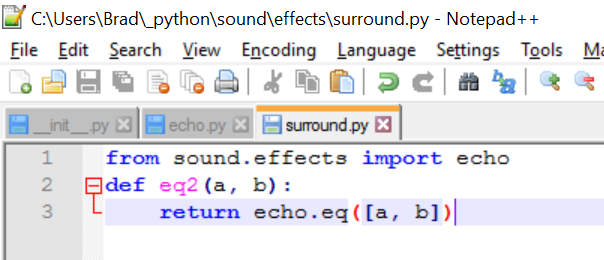 C:\Users\Brad\_python\sound\effects\surround.py - Notepad++
File Edit Search View Encoding Language Settings Tools
__init__.py echo.py surround.py
1 from sound.effects import echo
2 def eq2(a, b):
3 return echo.eq([a, b])